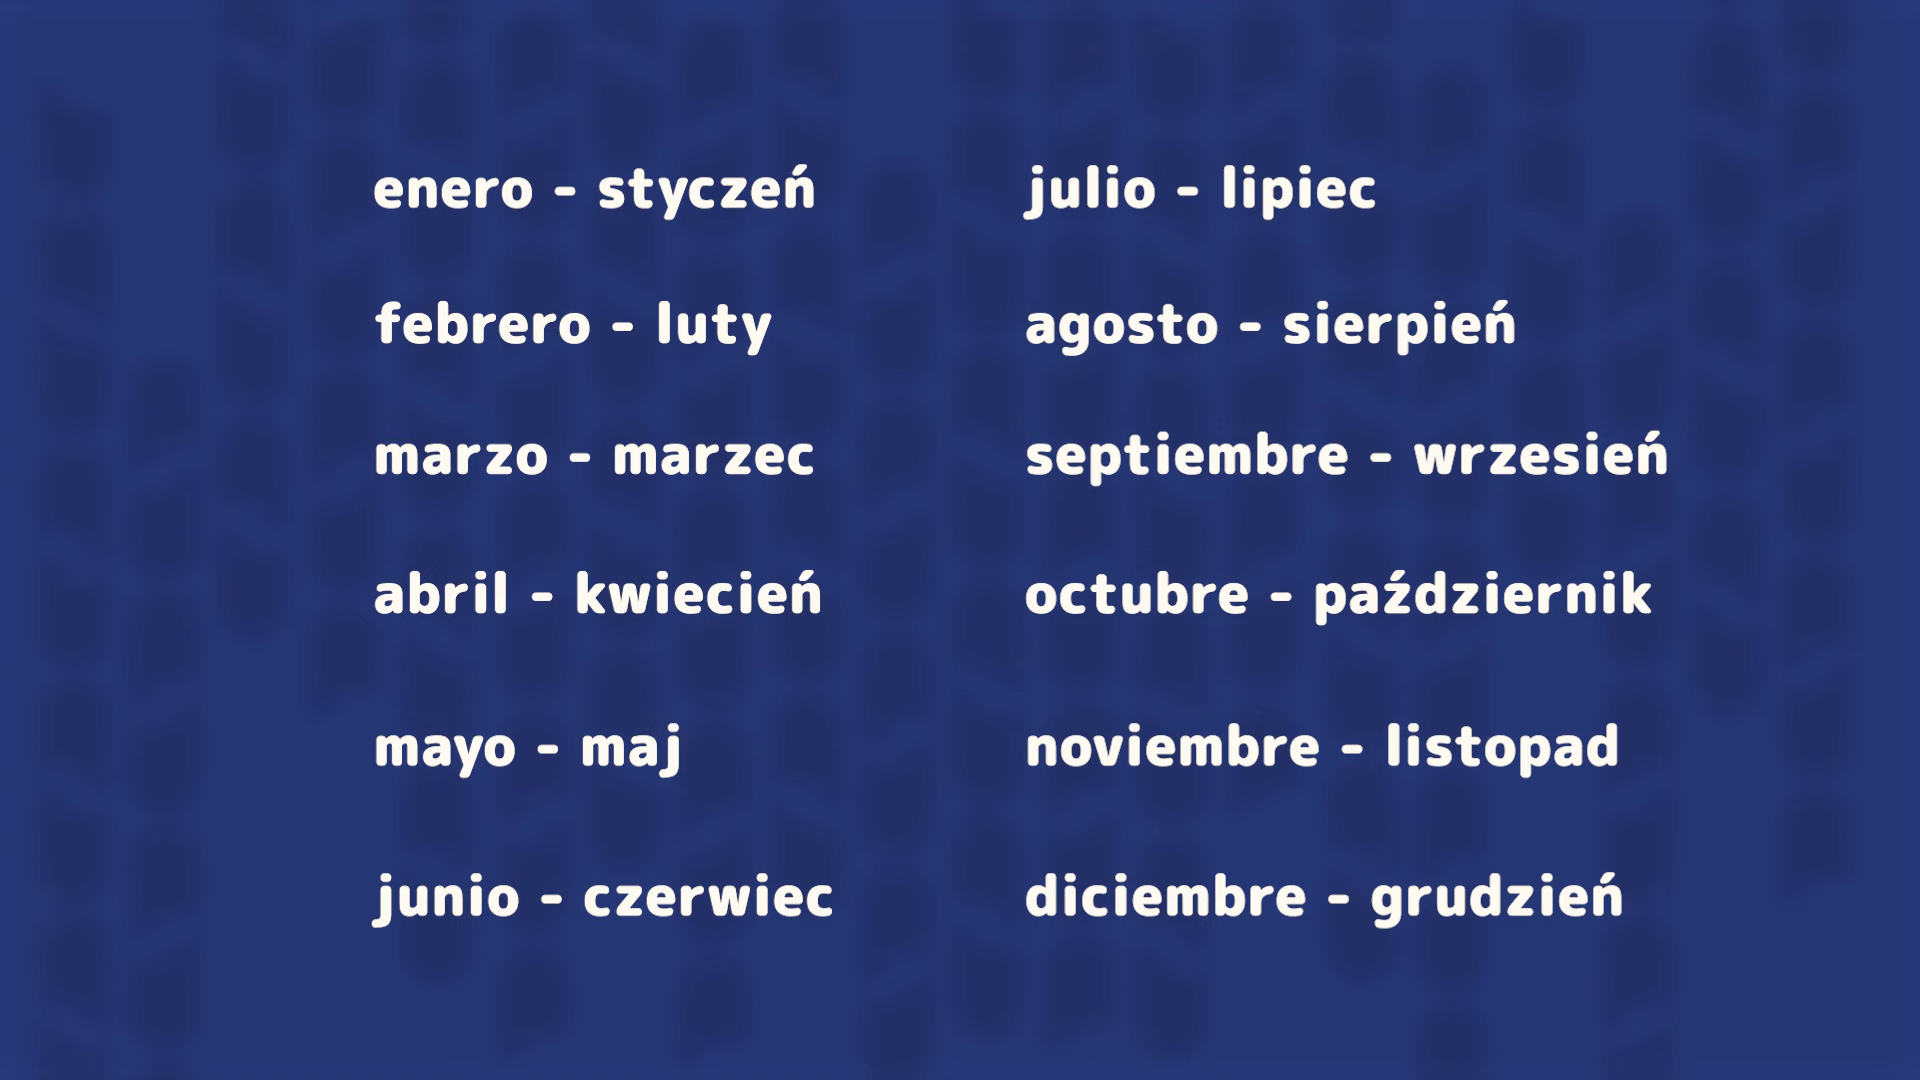 enero - styczeń
febrero - luty
marzo - marzec
abril - kwiecień
mayo - maj
junio - czerwiec
julio - lipiec
agosto - sierpień
septiembre - wrzesień
octubre - październik
noviembre - listopad
diciembre - grudzień